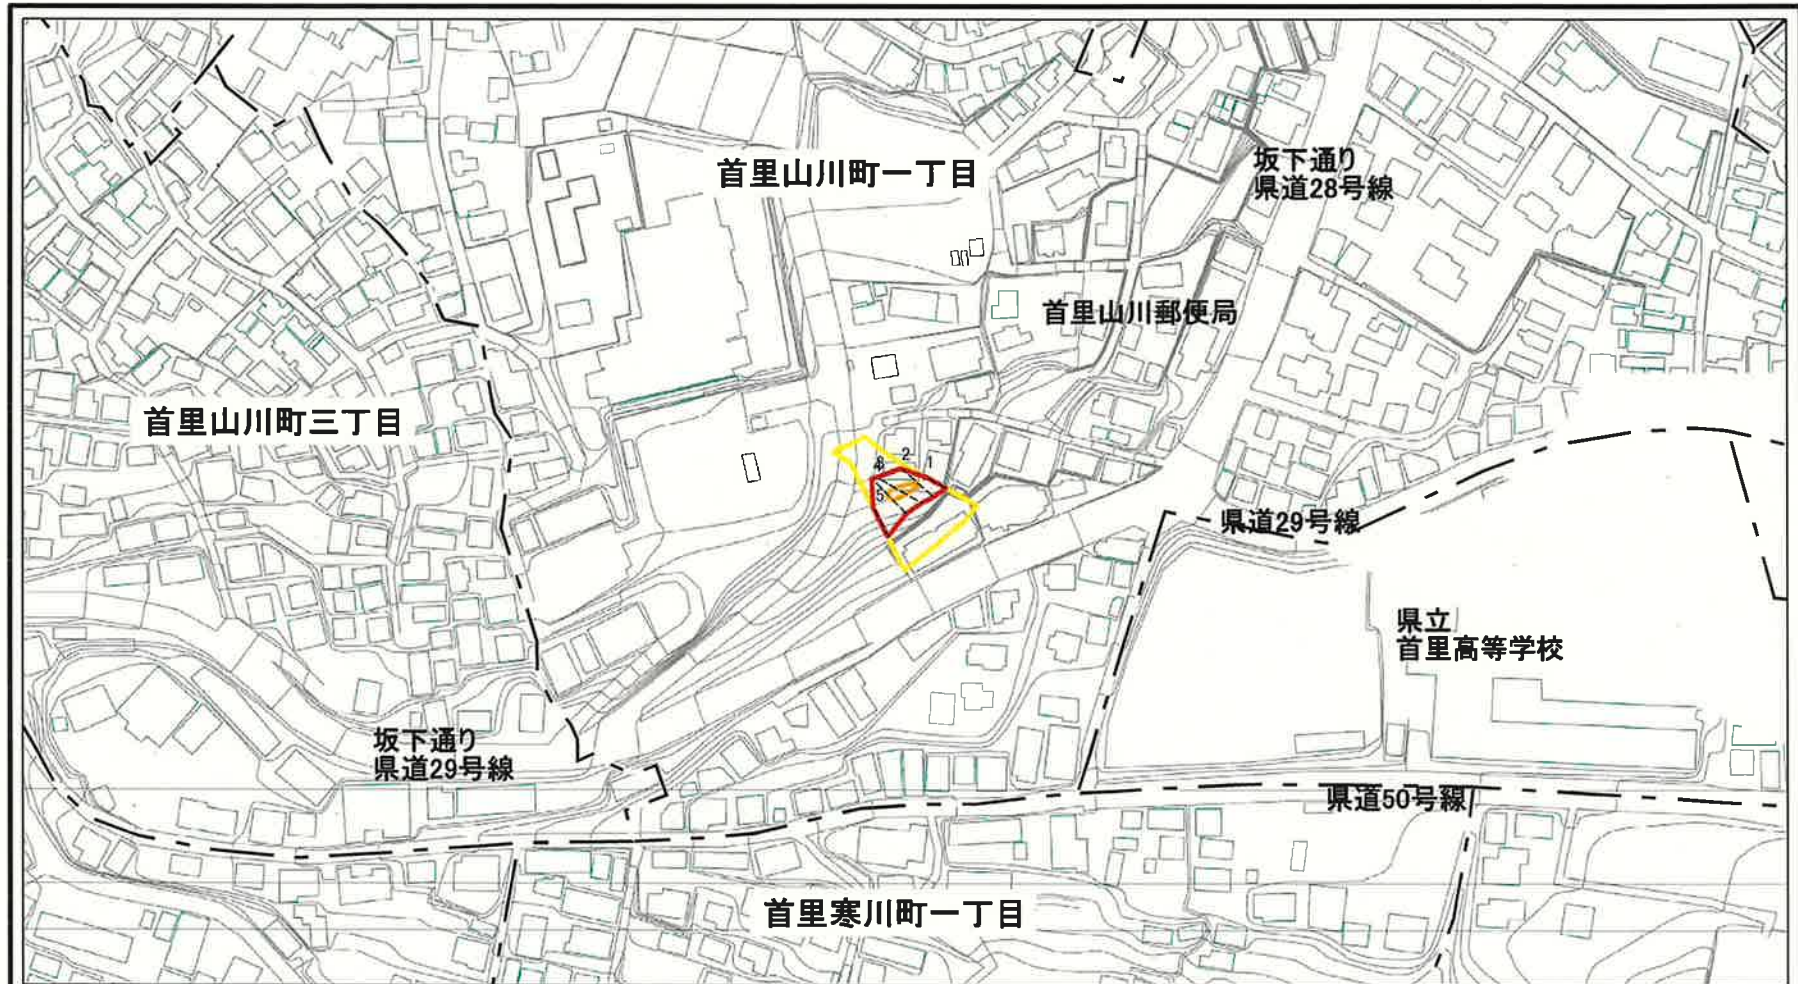 首里山川町一丁目
坂下通り
県道28号線
首里山川郵便局
首里山川町三丁目
2
1
5
県道29号線
県立
首里高等学校
坂下通り
県道29号線
県道50号線
首里寒川町一丁目